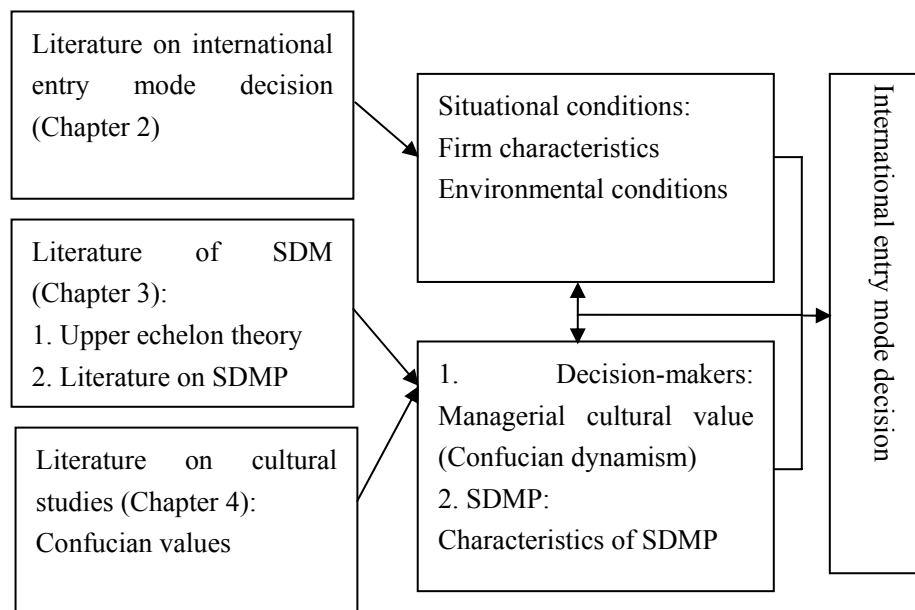 Literature on international
entry mode decision
(Chapter 2)
Literature of SDM
(Chapter 3):
1. Upper echelon theory
2. Literature on SDMP
Literature on cultural
studies (Chapter 4):
Confucian values
Situational conditions:
Firm characteristics
Environmental conditions
1. Decision-makers:
Managerial cultural value
(Confucian dynamism)
2. SDMP:
Characteristics of SDMP
International entry mode decision